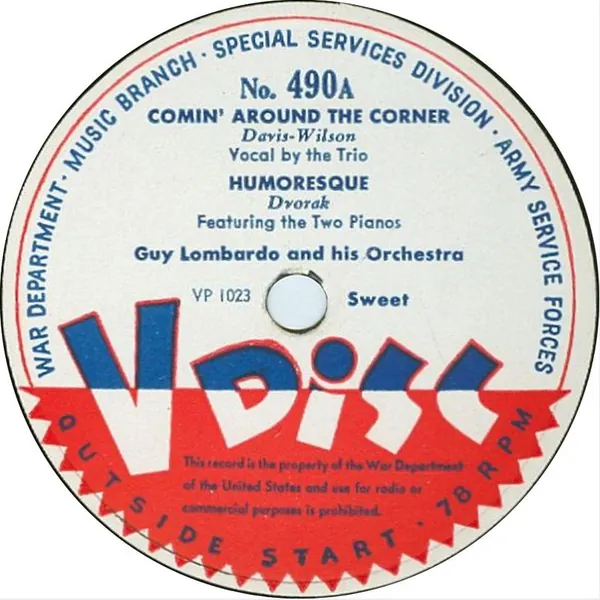 WAR DEPARTMENT · MUSIC BRANCH · SPECIAL SERVICES DIVISION · ARMY SERVICE FORCES
No. 490A
COMIN' AROUND THE CORNER
Davis-Wilson
Vocal by the Trio
HUMORESQUE
Dvorak
Featuring the Two Pianos
Guy Lombardo and his Orchestra
VP 1023
Sweet
V DiSC
This record is the property of the War Department
of the United States and use for radio or
commercial purposes is prohibited.
OUTSIDE START · 78 RPM